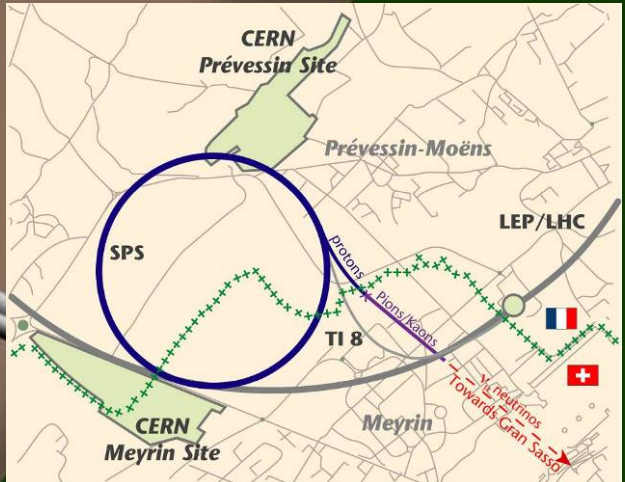 CERN
Prévessin Site
Prévessin-Moëns
LEP/LHC
SPS
protons
Pions/Kaons
TI 8
νμ neutrinos
Towards Gran Sasso
Meyrin
CERN
Meyrin Site